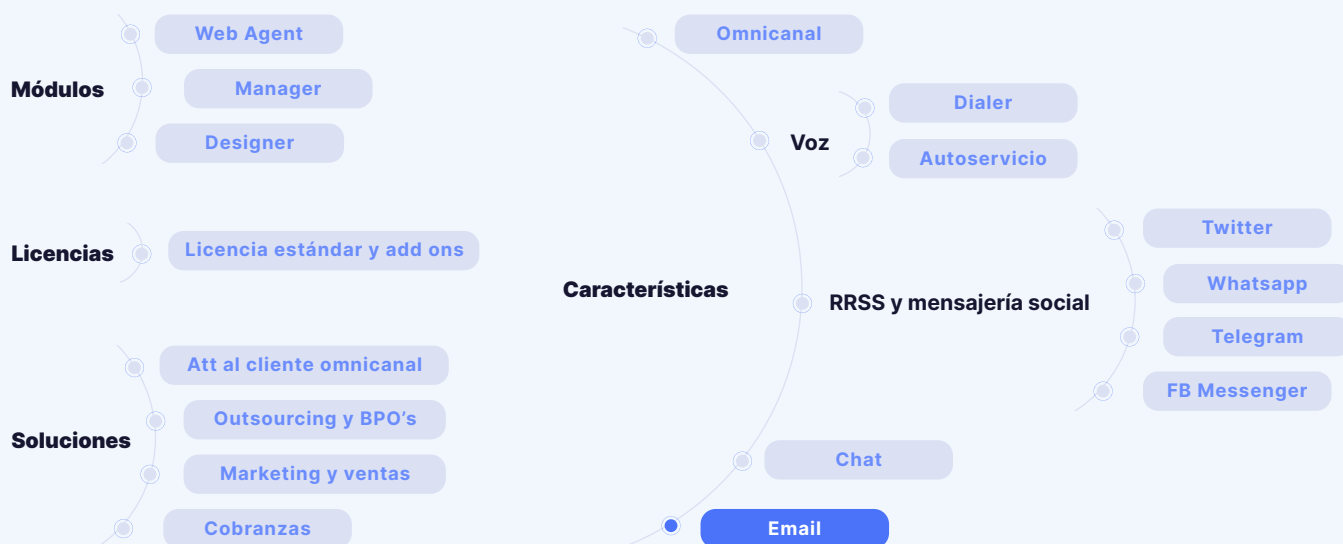 Módulos
Web Agent
Manager
Designer
Licencias
Licencia estándar y add ons
Soluciones
Att al cliente omnicanal
Outsourcing y BPO’s
Marketing y ventas
Cobranzas
Características
Omnicanal
Voz
Dialer
Autoservicio
RRSS y mensajería social
Twitter
Whatsapp
Telegram
FB Messenger
Chat
Email